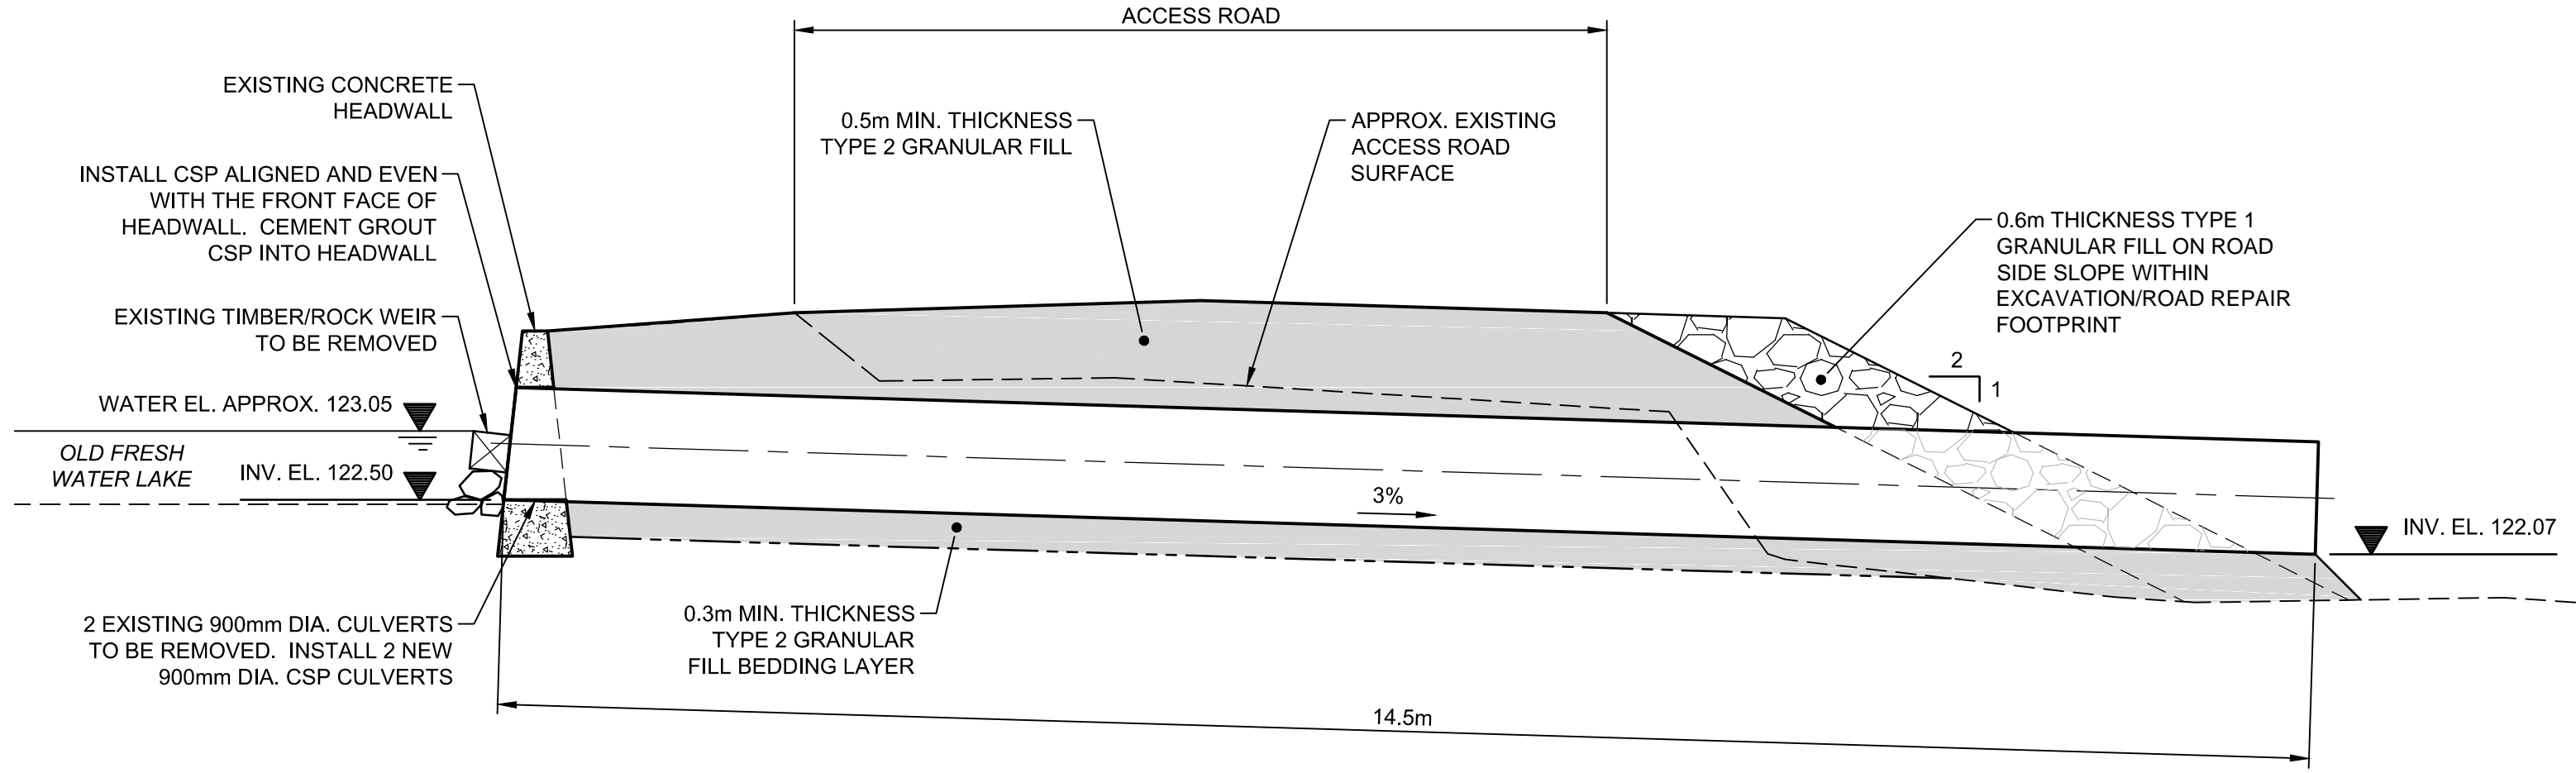 ACCESS ROAD
EXISTING CONCRETE
HEADWALL
0.5m MIN. THICKNESS
TYPE 2 GRANULAR FILL
APPROX. EXISTING
ACCESS ROAD
SURFACE
INSTALL CSP ALIGNED AND EVEN
WITH THE FRONT FACE OF
HEADWALL. CEMENT GROUT
CSP INTO HEADWALL
0.6m THICKNESS TYPE 1
GRANULAR FILL ON ROAD
SIDE SLOPE WITHIN
EXCAVATION/ROAD REPAIR
FOOTPRINT
EXISTING TIMBER/ROCK WEIR
TO BE REMOVED
2
1
WATER EL. APPROX. 123.05
OLD FRESH
WATER LAKE
INV. EL. 122.50
3%
INV. EL. 122.07
2 EXISTING 900mm DIA. CULVERTS
TO BE REMOVED. INSTALL 2 NEW
900mm DIA. CSP CULVERTS
0.3m MIN. THICKNESS
TYPE 2 GRANULAR
FILL BEDDING LAYER
14.5m